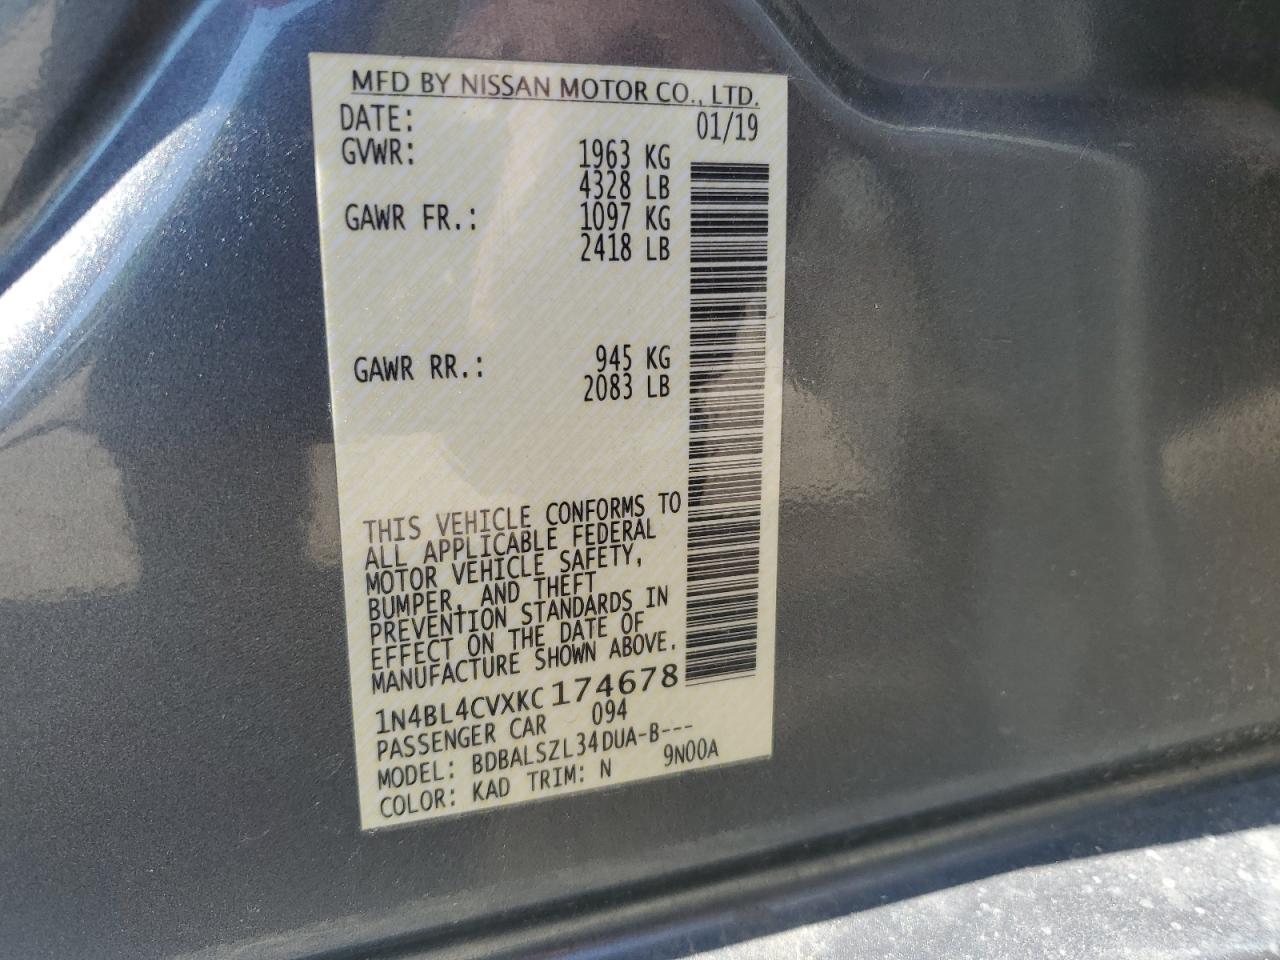 MFD BY NISSAN MOTOR CO., LTD.
DATE: 01/19
GVWR: 1963 KG
4328 LB
GAWR FR.: 1097 KG
2418 LB
GAWR RR.: 945 KG
2083 LB
THIS VEHICLE CONFORMS TO
ALL APPLICABLE FEDERAL
MOTOR VEHICLE SAFETY,
BUMPER, AND THEFT
PREVENTION STANDARDS IN
EFFECT ON THE DATE OF
MANUFACTURE SHOWN ABOVE.
1N4BL4CVXKC174678
PASSENGER CAR 094
MODEL: BDBALSZL34DUA-B---
COLOR: KAD TRIM: N 9N00A